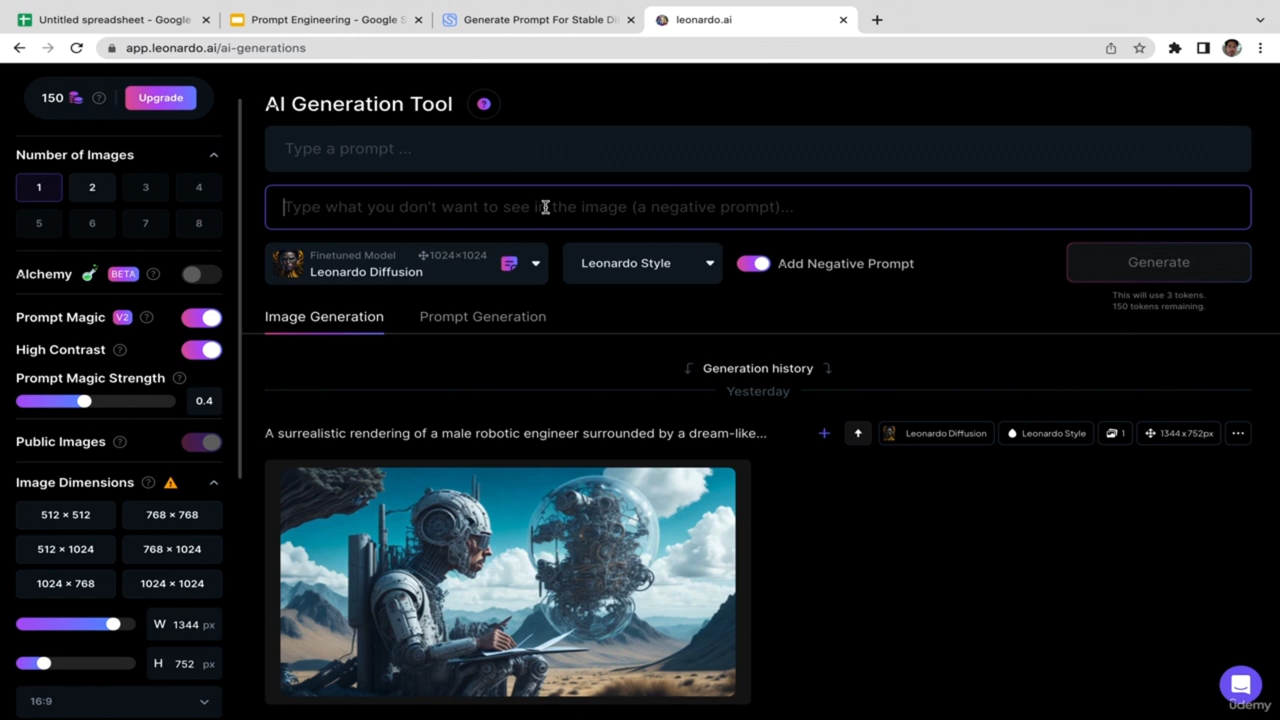 Untitled spreadsheet - Google
Prompt Engineering - Google S
Generate Prompt For Stable Di
leonardo.ai
app.leonardo.ai/ai-generations
150
Upgrade
AI Generation Tool
Type a prompt ...
Number of Images
1 2 3 4
5 6 7 8
Type what you don't want to see in the image (a negative prompt)...
Finetuned Model 1024×1024
Leonardo Diffusion
Leonardo Style
Add Negative Prompt
Generate
This will use 3 tokens.
150 tokens remaining.
Alchemy BETA
Prompt Magic V2
High Contrast
Prompt Magic Strength
0.4
Public Images
Image Dimensions
512 × 512 768 × 768
512 × 1024 768 × 1024
1024 × 768 1024 × 1024
W 1344 px
H 752 px
16:9
Image Generation Prompt Generation
Generation history
Yesterday
A surrealistic rendering of a male robotic engineer surrounded by a dream-like...
Leonardo Diffusion Leonardo Style 1 1344x752px
ûdemy